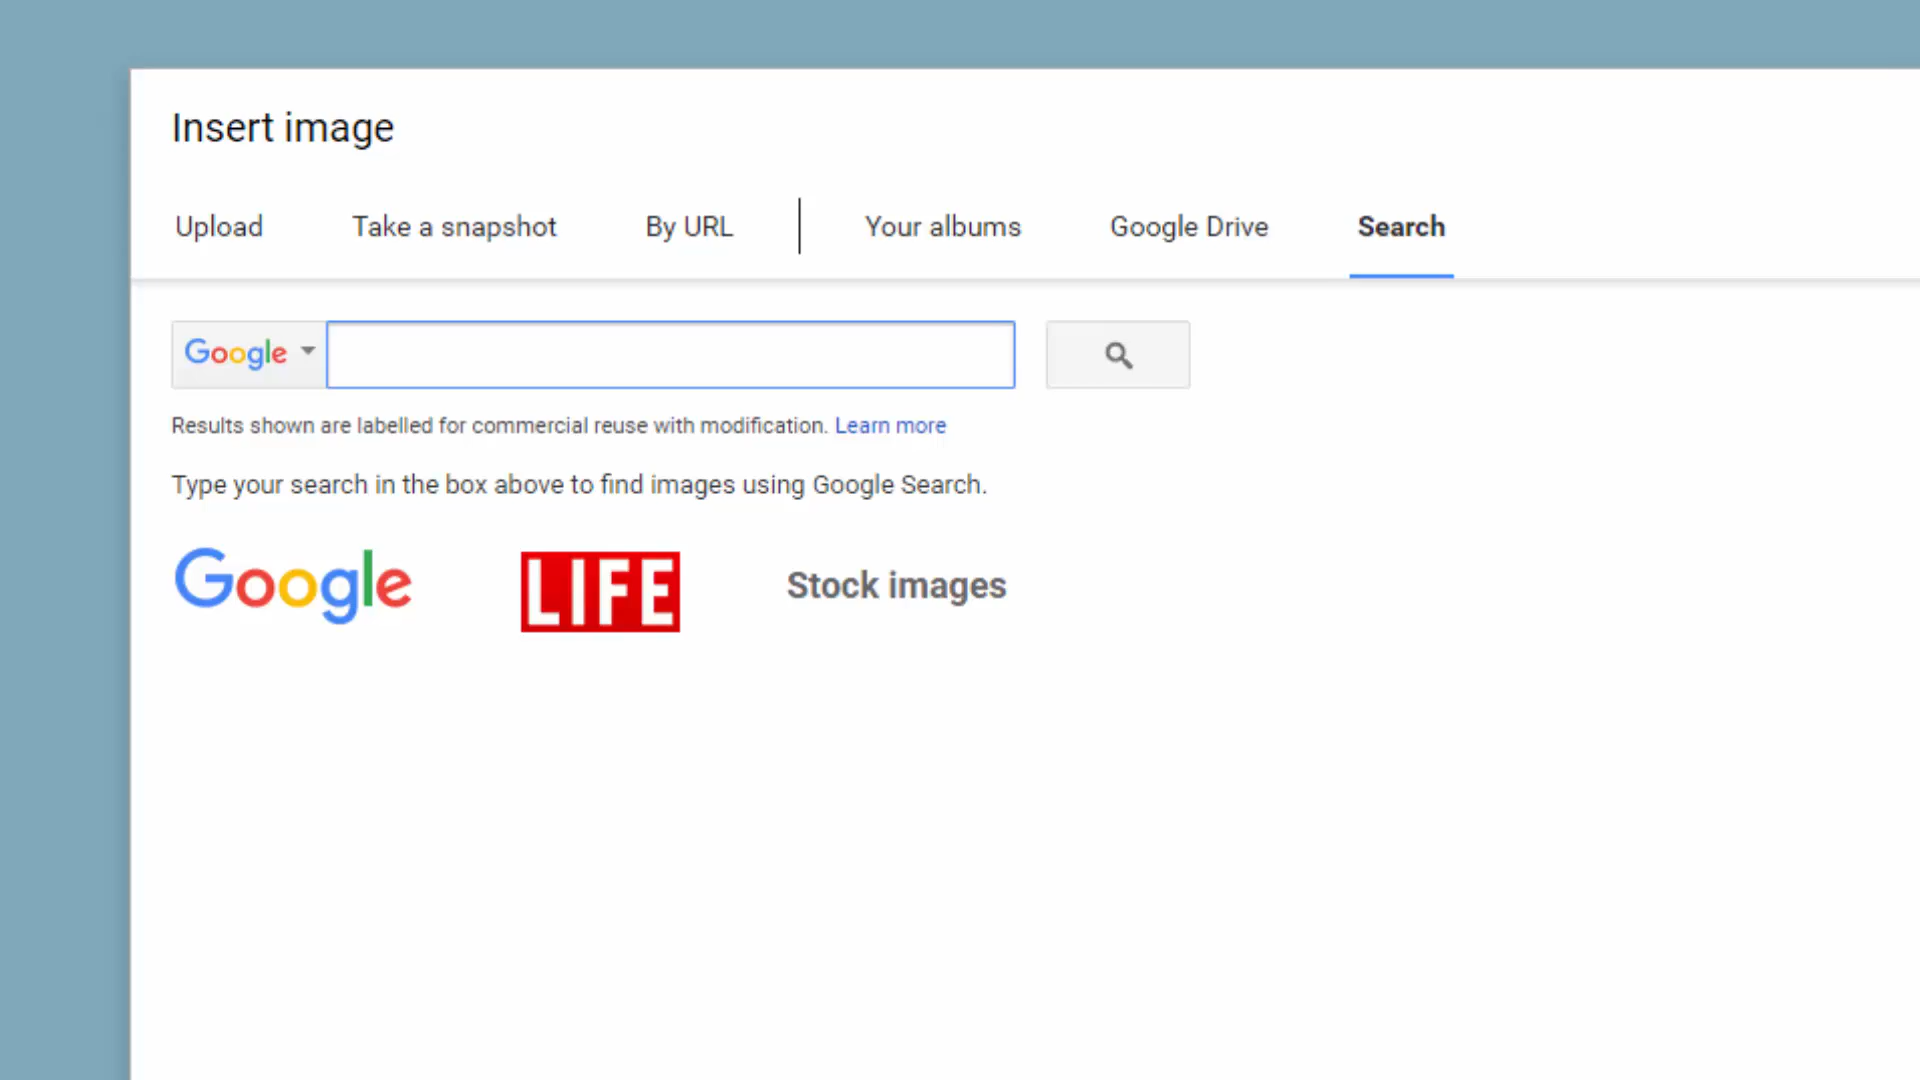 Insert image
Upload Take a snapshot By URL Your albums Google Drive Search
Google
Results shown are labelled for commercial reuse with modification. Learn more
Type your search in the box above to find images using Google Search.
Google LIFE Stock images